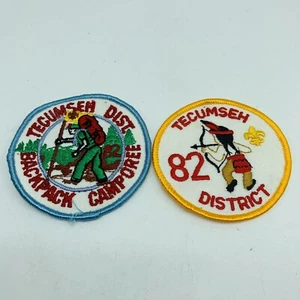 TECUMSEH DIST
BACKPACK CAMPOREE
TECUMSEH
82
DISTRICT